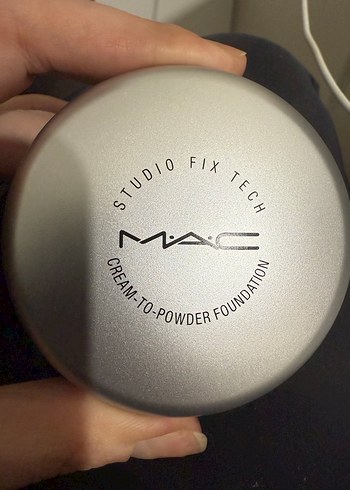 STUDIO FIX TECH
M·A·C
CREAM-TO-POWDER FOUNDATION